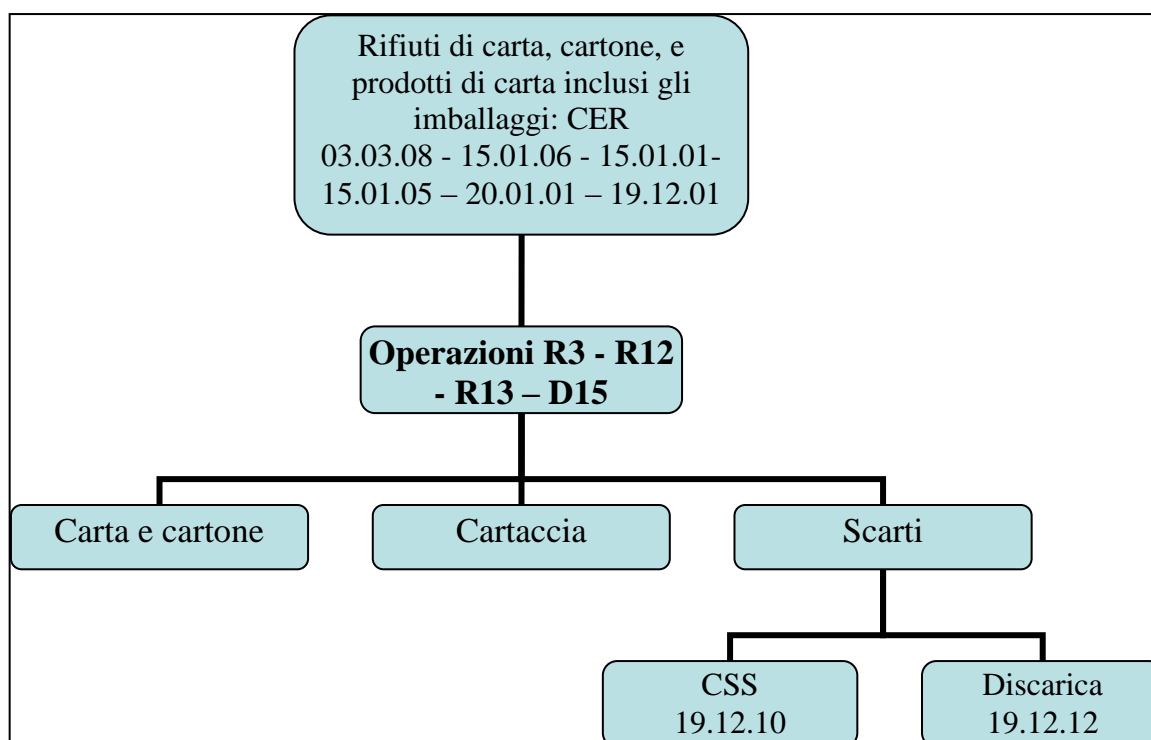 Rifiuti di carta, cartone, e
prodotti di carta inclusi gli
imballaggi: CER
03.03.08 - 15.01.06 - 15.01.01-
15.01.05 – 20.01.01 – 19.12.01
Operazioni R3 - R12
- R13 – D15
Carta e cartone
Cartaccia
Scarti
CSS
19.12.10
Discarica
19.12.12